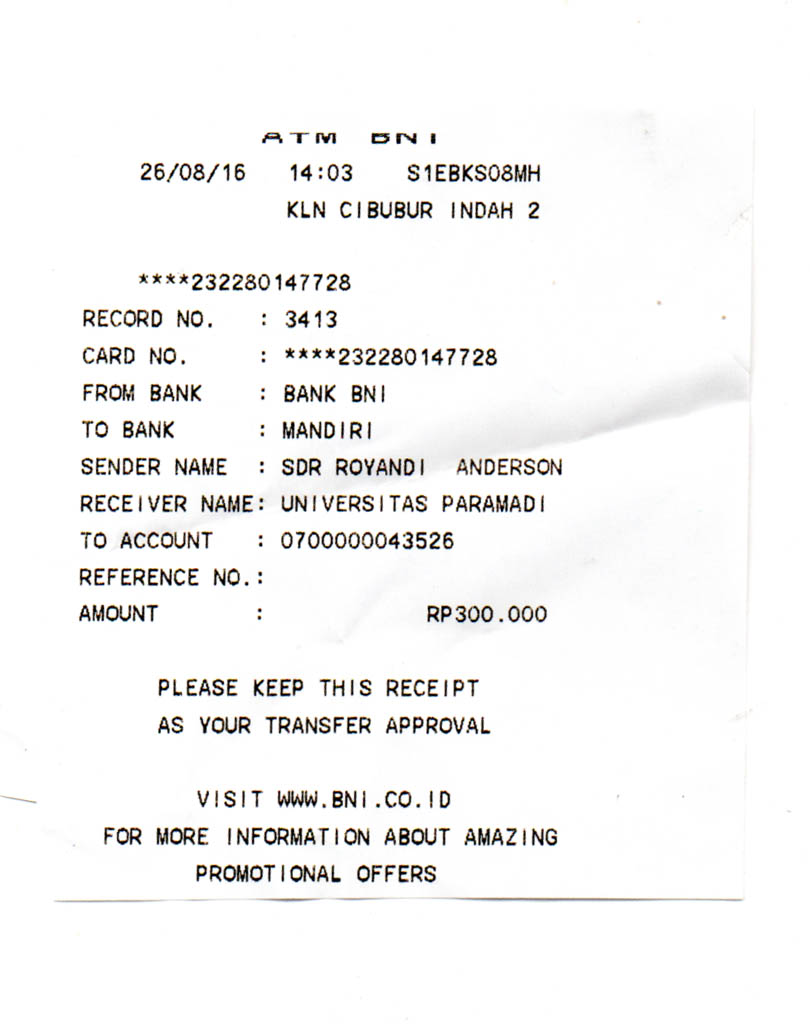 ATM BNI
26/08/16 14:03 S1EBKS08MH
KLN CIBUBUR INDAH 2
****232280147728
RECORD NO. : 3413
CARD NO. : ****232280147728
FROM BANK : BANK BNI
TO BANK : MANDIRI
SENDER NAME : SDR ROYANDI ANDERSON
RECEIVER NAME: UNIVERSITAS PARAMADI
TO ACCOUNT : 0700000043526
REFERENCE NO.:
AMOUNT : RP300.000
PLEASE KEEP THIS RECEIPT
AS YOUR TRANSFER APPROVAL
VISIT WWW.BNI.CO.ID
FOR MORE INFORMATION ABOUT AMAZING
PROMOTIONAL OFFERS